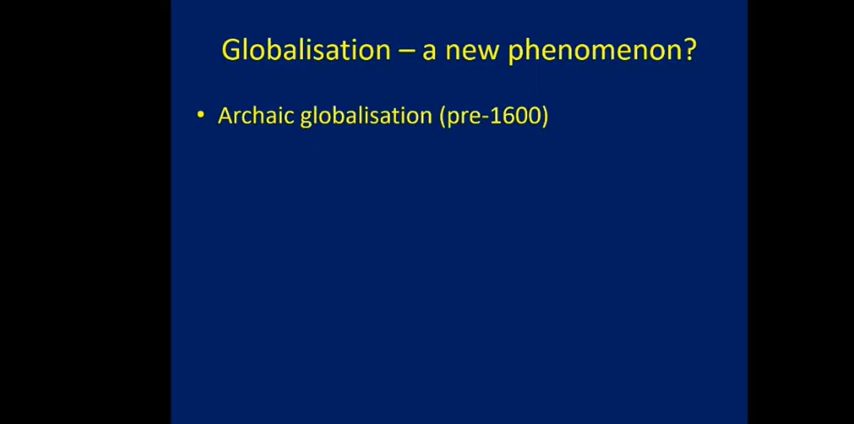 Globalisation – a new phenomenon?
• Archaic globalisation (pre-1600)